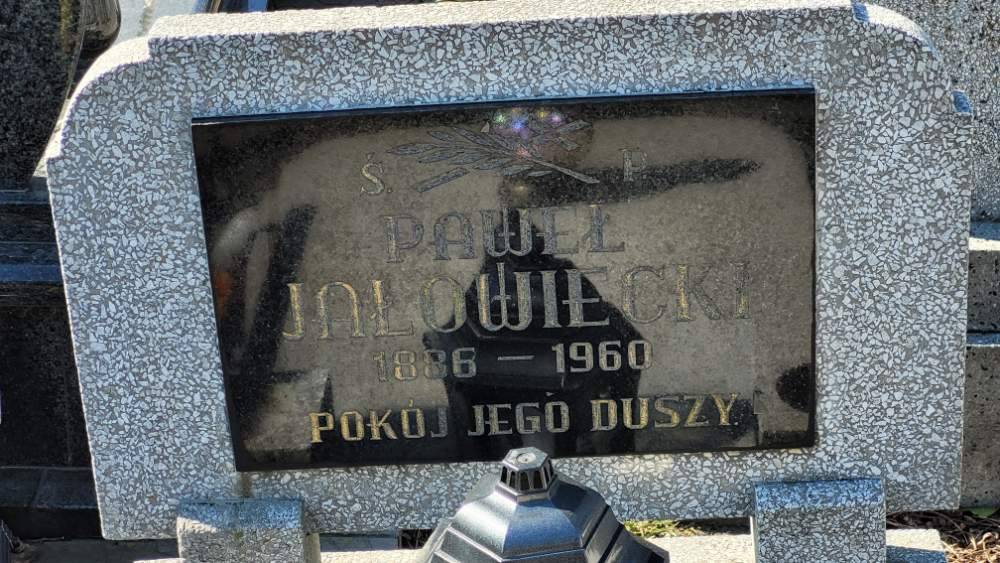 Ś. P.
PAWEŁ
JAŁOWIECKI
1886 — 1960
POKÓJ JEGO DUSZY